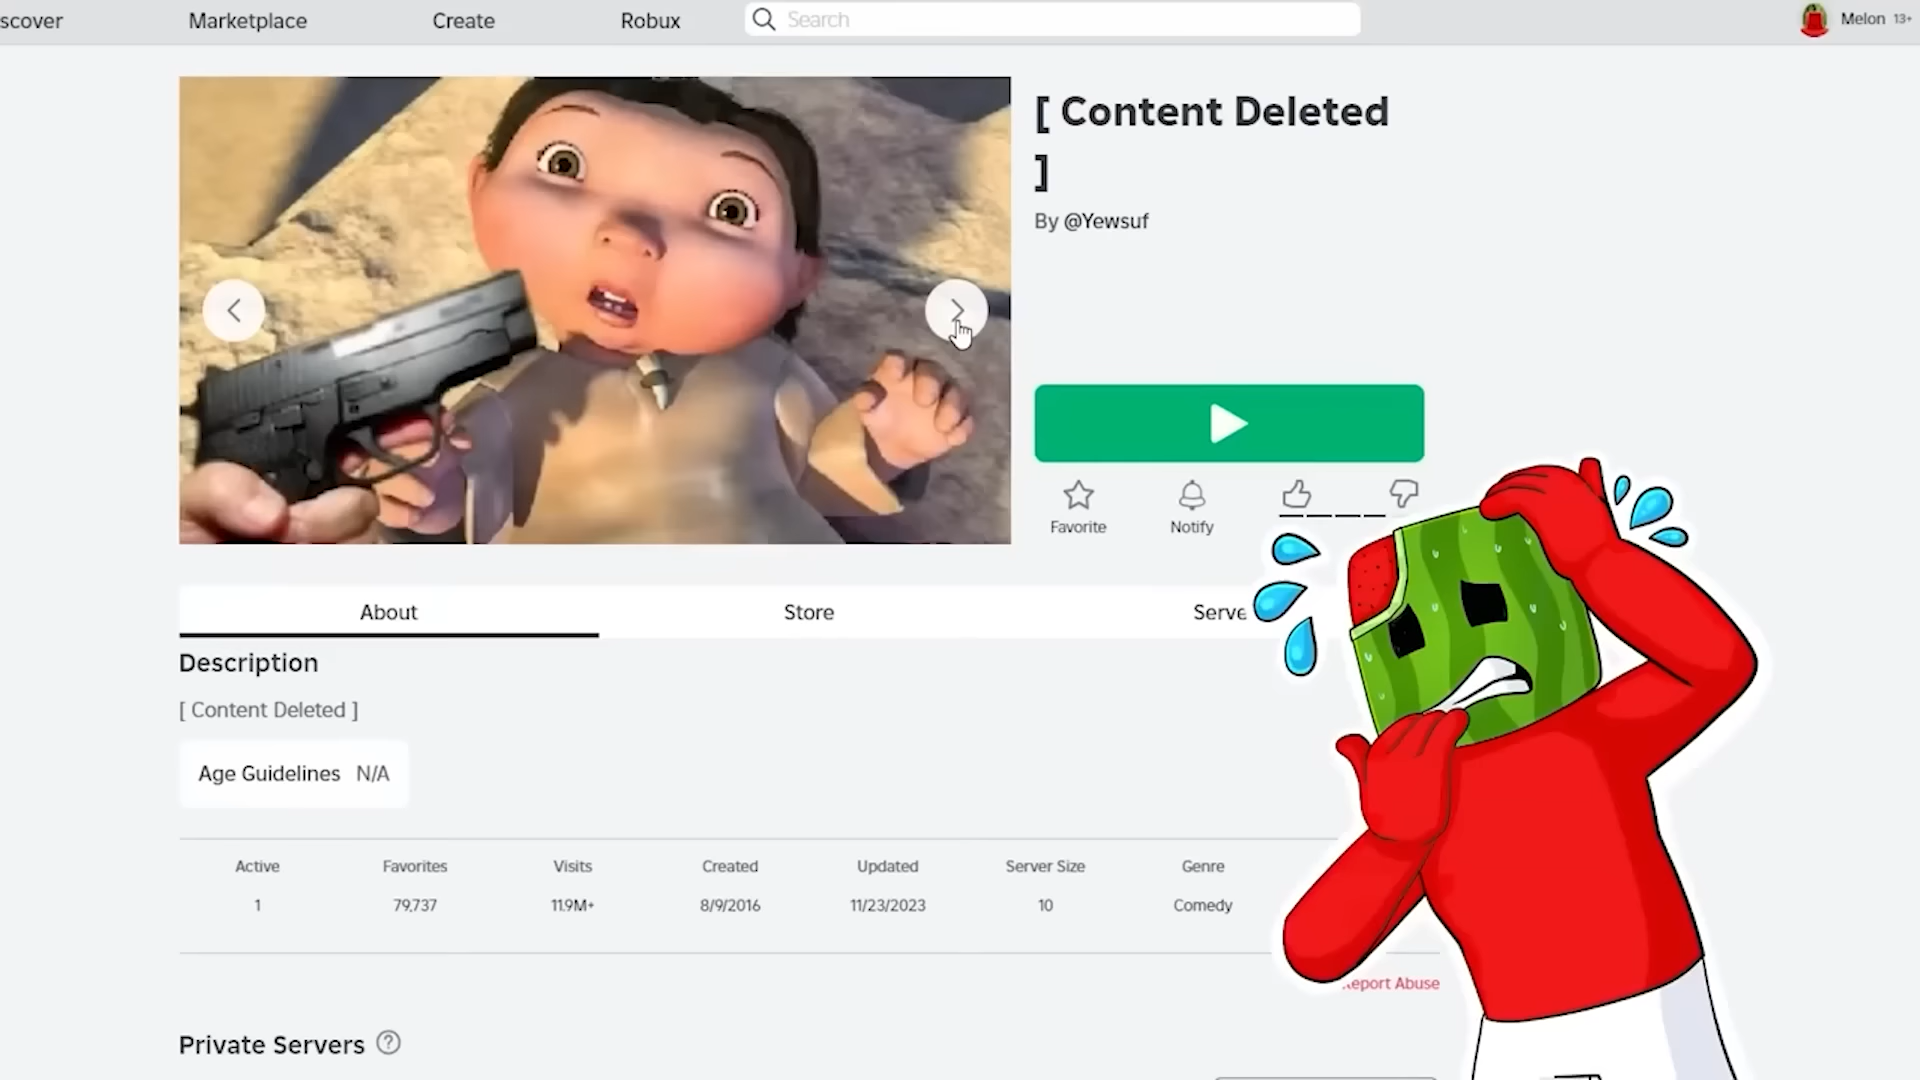 scover Marketplace Create Robux Search Melon 13+
[ Content Deleted
]
By @Yewsuf
Favorite Notify
About Store Serve
Description
[ Content Deleted ]
Age Guidelines N/A
Active Favorites Visits Created Updated Server Size Genre
1 79,737 11.9M+ 8/9/2016 11/23/2023 10 Comedy
eport Abuse
Private Servers ?